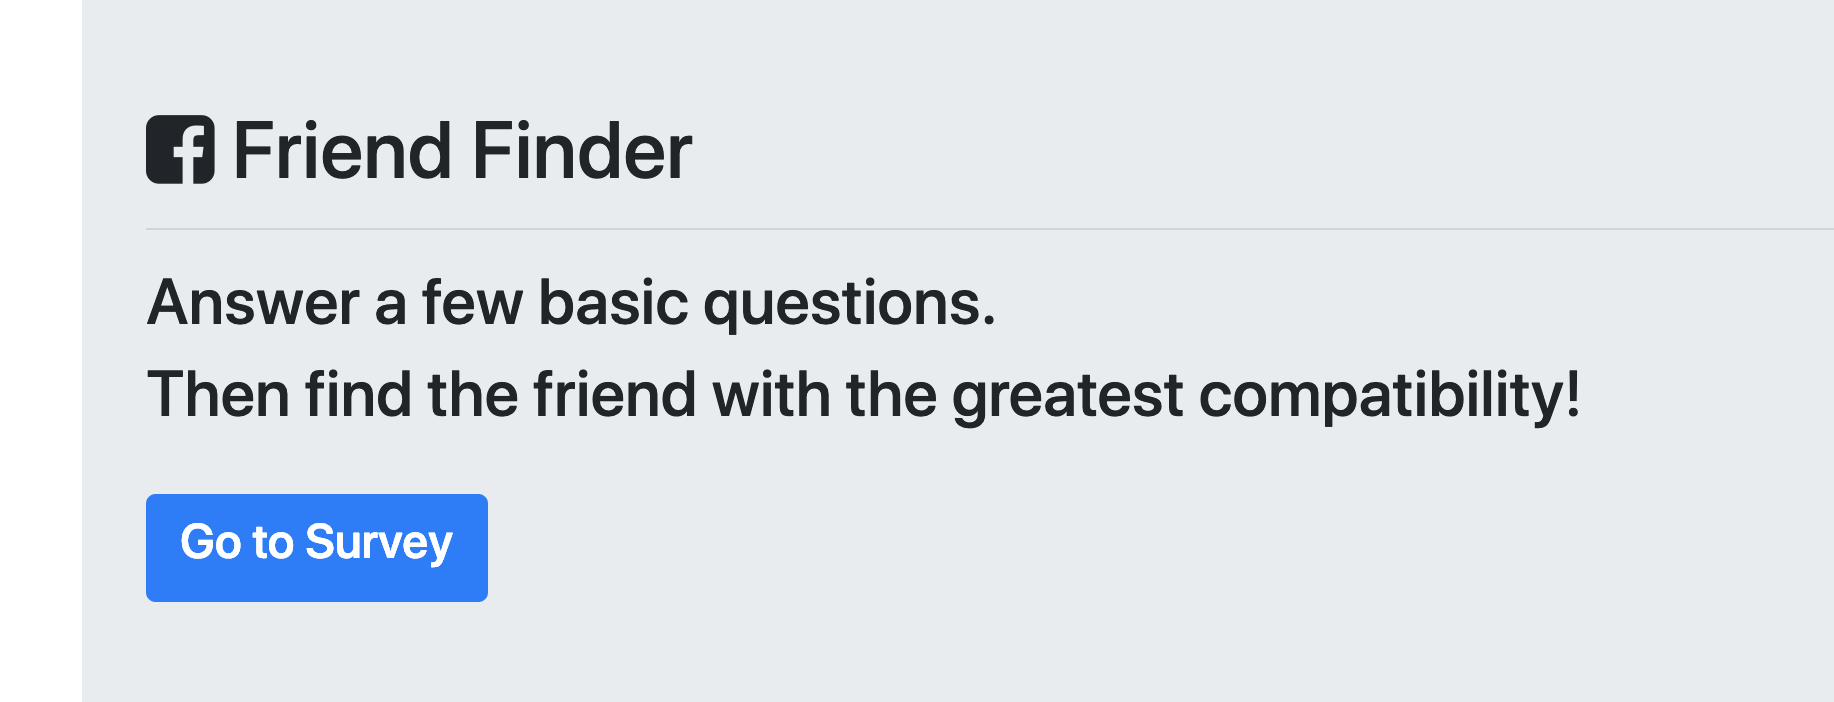 Friend Finder
Answer a few basic questions.
Then find the friend with the greatest compatibility!
Go to Survey